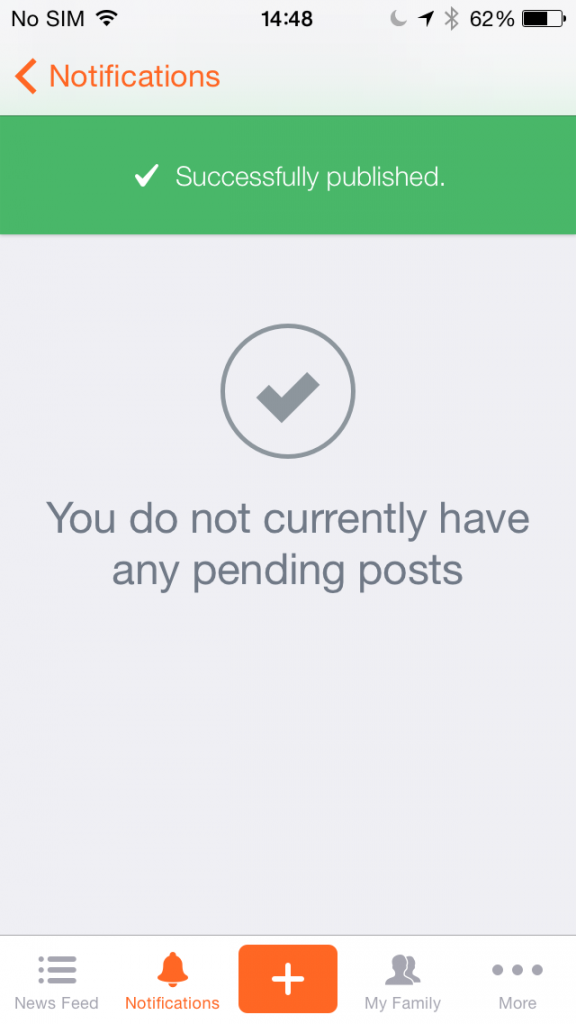 No SIM 14:48 62%
Notifications
Successfully published.
You do not currently have
any pending posts
News Feed Notifications My Family More